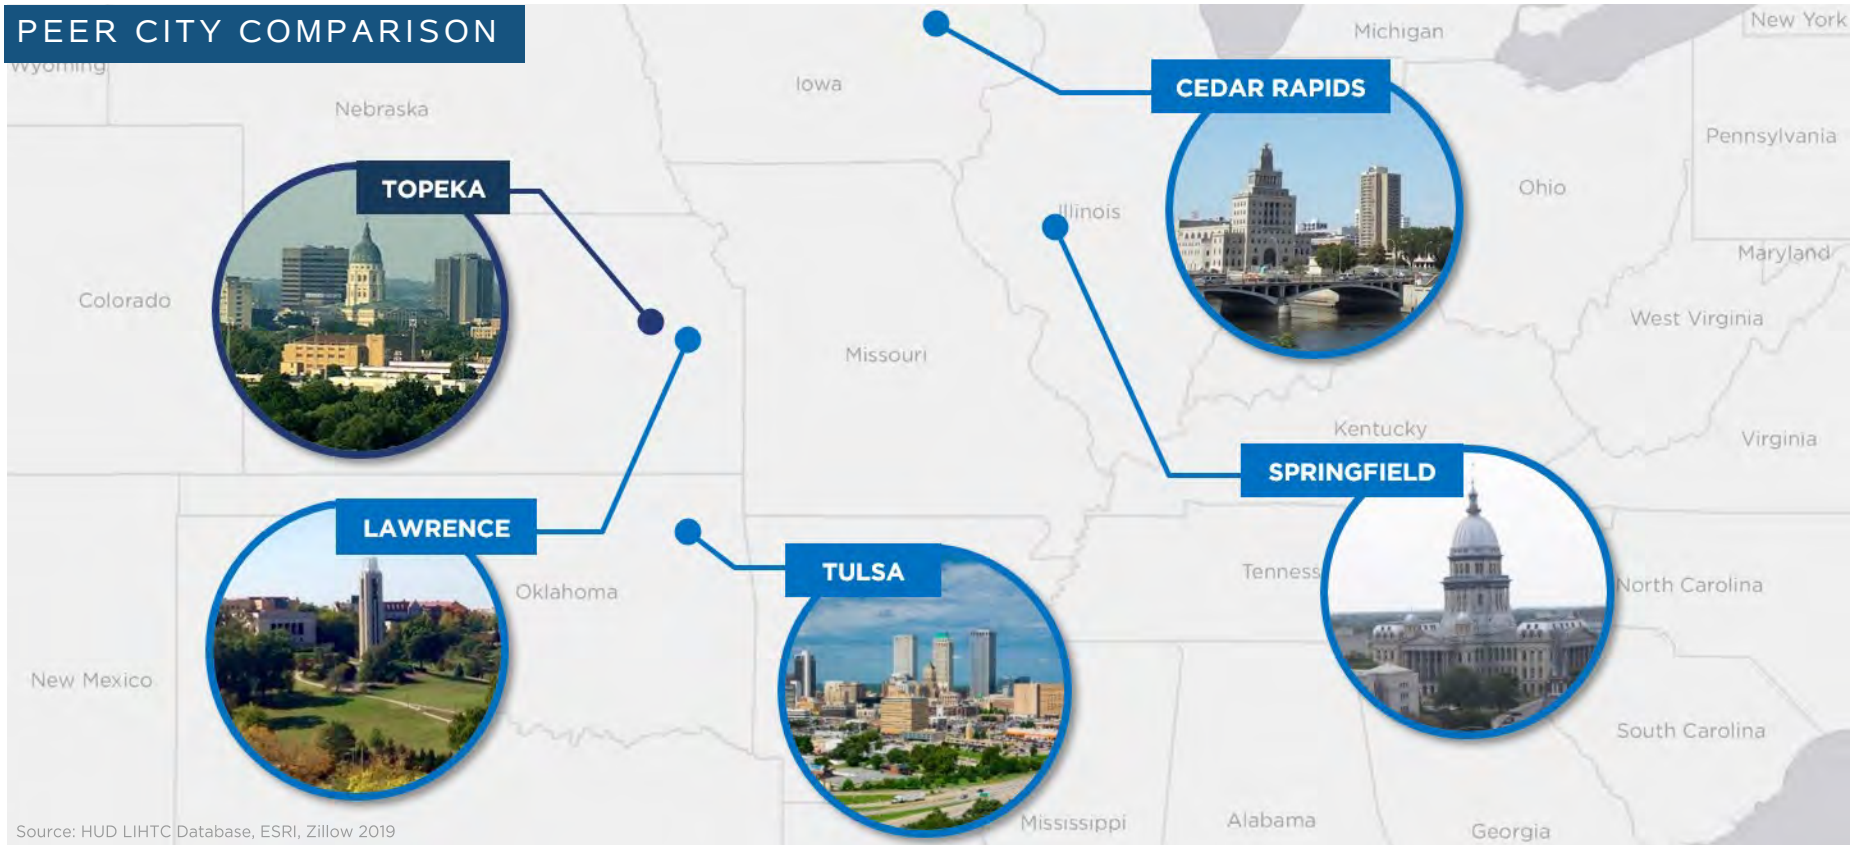 PEER CITY COMPARISON
New York
Michigan
Wyoming
Iowa
CEDAR RAPIDS
Nebraska
Pennsylvania
TOPEKA
Ohio
Illinois
Maryland
Colorado
West Virginia
Missouri
Kentucky
Virginia
SPRINGFIELD
LAWRENCE
TULSA
Tenness
Oklahoma
North Carolina
New Mexico
South Carolina
Mississippi
Alabama
Georgia
Source: HUD LIHTC Database, ESRI, Zillow 2019